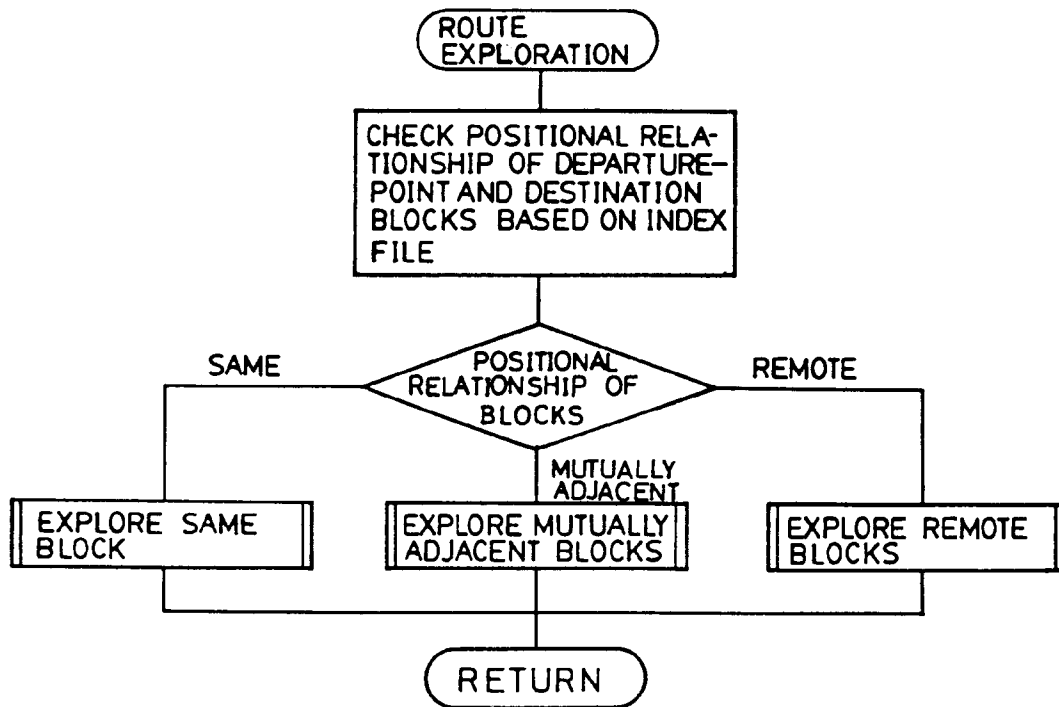 ROUTE
EXPLORATION
CHECK POSITIONAL RELA-
TIONSHIP OF DEPARTURE-
POINT AND DESTINATION
BLOCKS BASED ON INDEX
FILE
POSITIONAL
RELATIONSHIP OF
BLOCKS
SAME
REMOTE
MUTUALLY
ADJACENT
EXPLORE SAME
BLOCK
EXPLORE MUTUALLY
ADJACENT BLOCKS
EXPLORE REMOTE
BLOCKS
RETURN